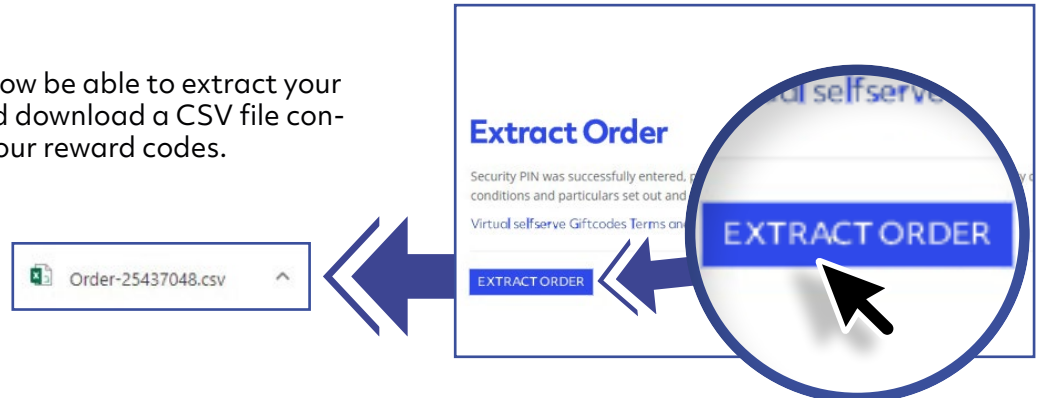 ow be able to extract your
d download a CSV file con-
our reward codes.
Order-25437048.csv
Extract Order
Security PIN was successfully entered, p
conditions and particulars set out and
Virtual selfserve Giftcodes Terms and
EXTRACT ORDER
al selfserve
EXTRACT ORDER